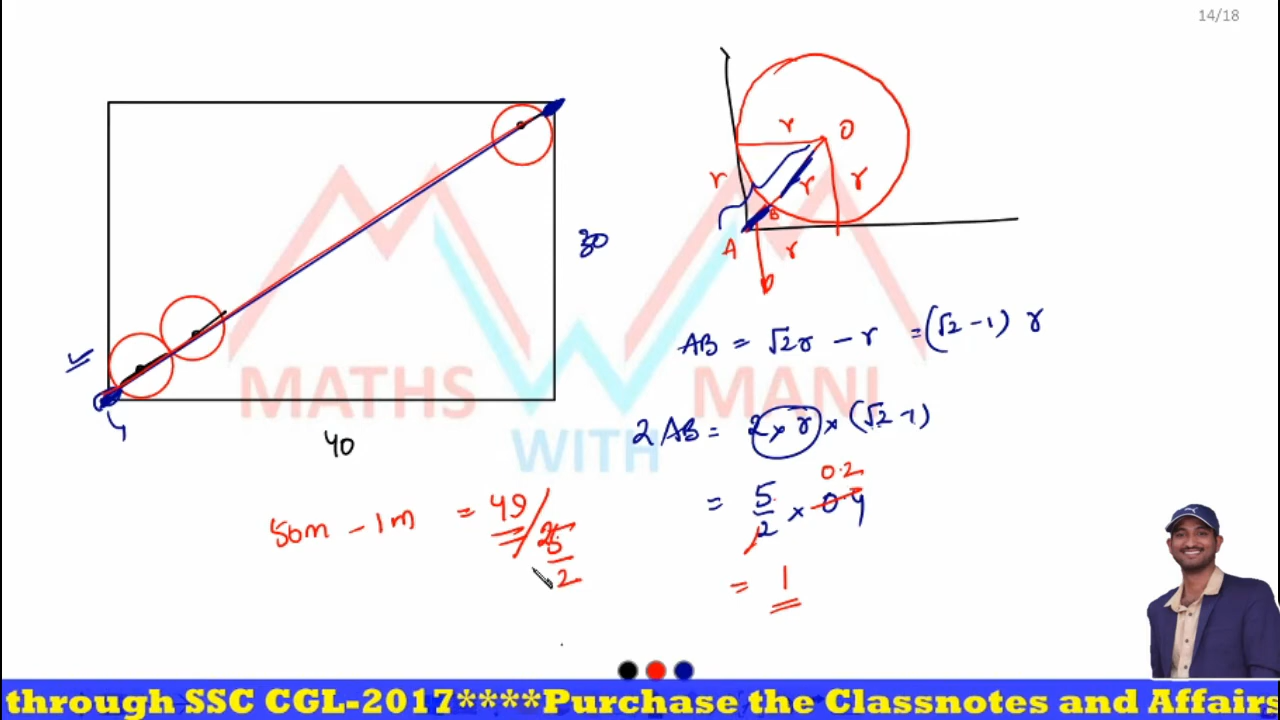 14/18
30
40
r
O
r
r
r
B
A
r
D
AB = √2r - r = (√2 - 1) r
2AB = 2 × r × (√2 - 1)
0.2
= 5/2 × 0.4
= 1
50m - 1m = 49 / 5/2
MATHS
WITH
MANI
through SSC CGL-2017****Purchase the Classnotes and Affairs